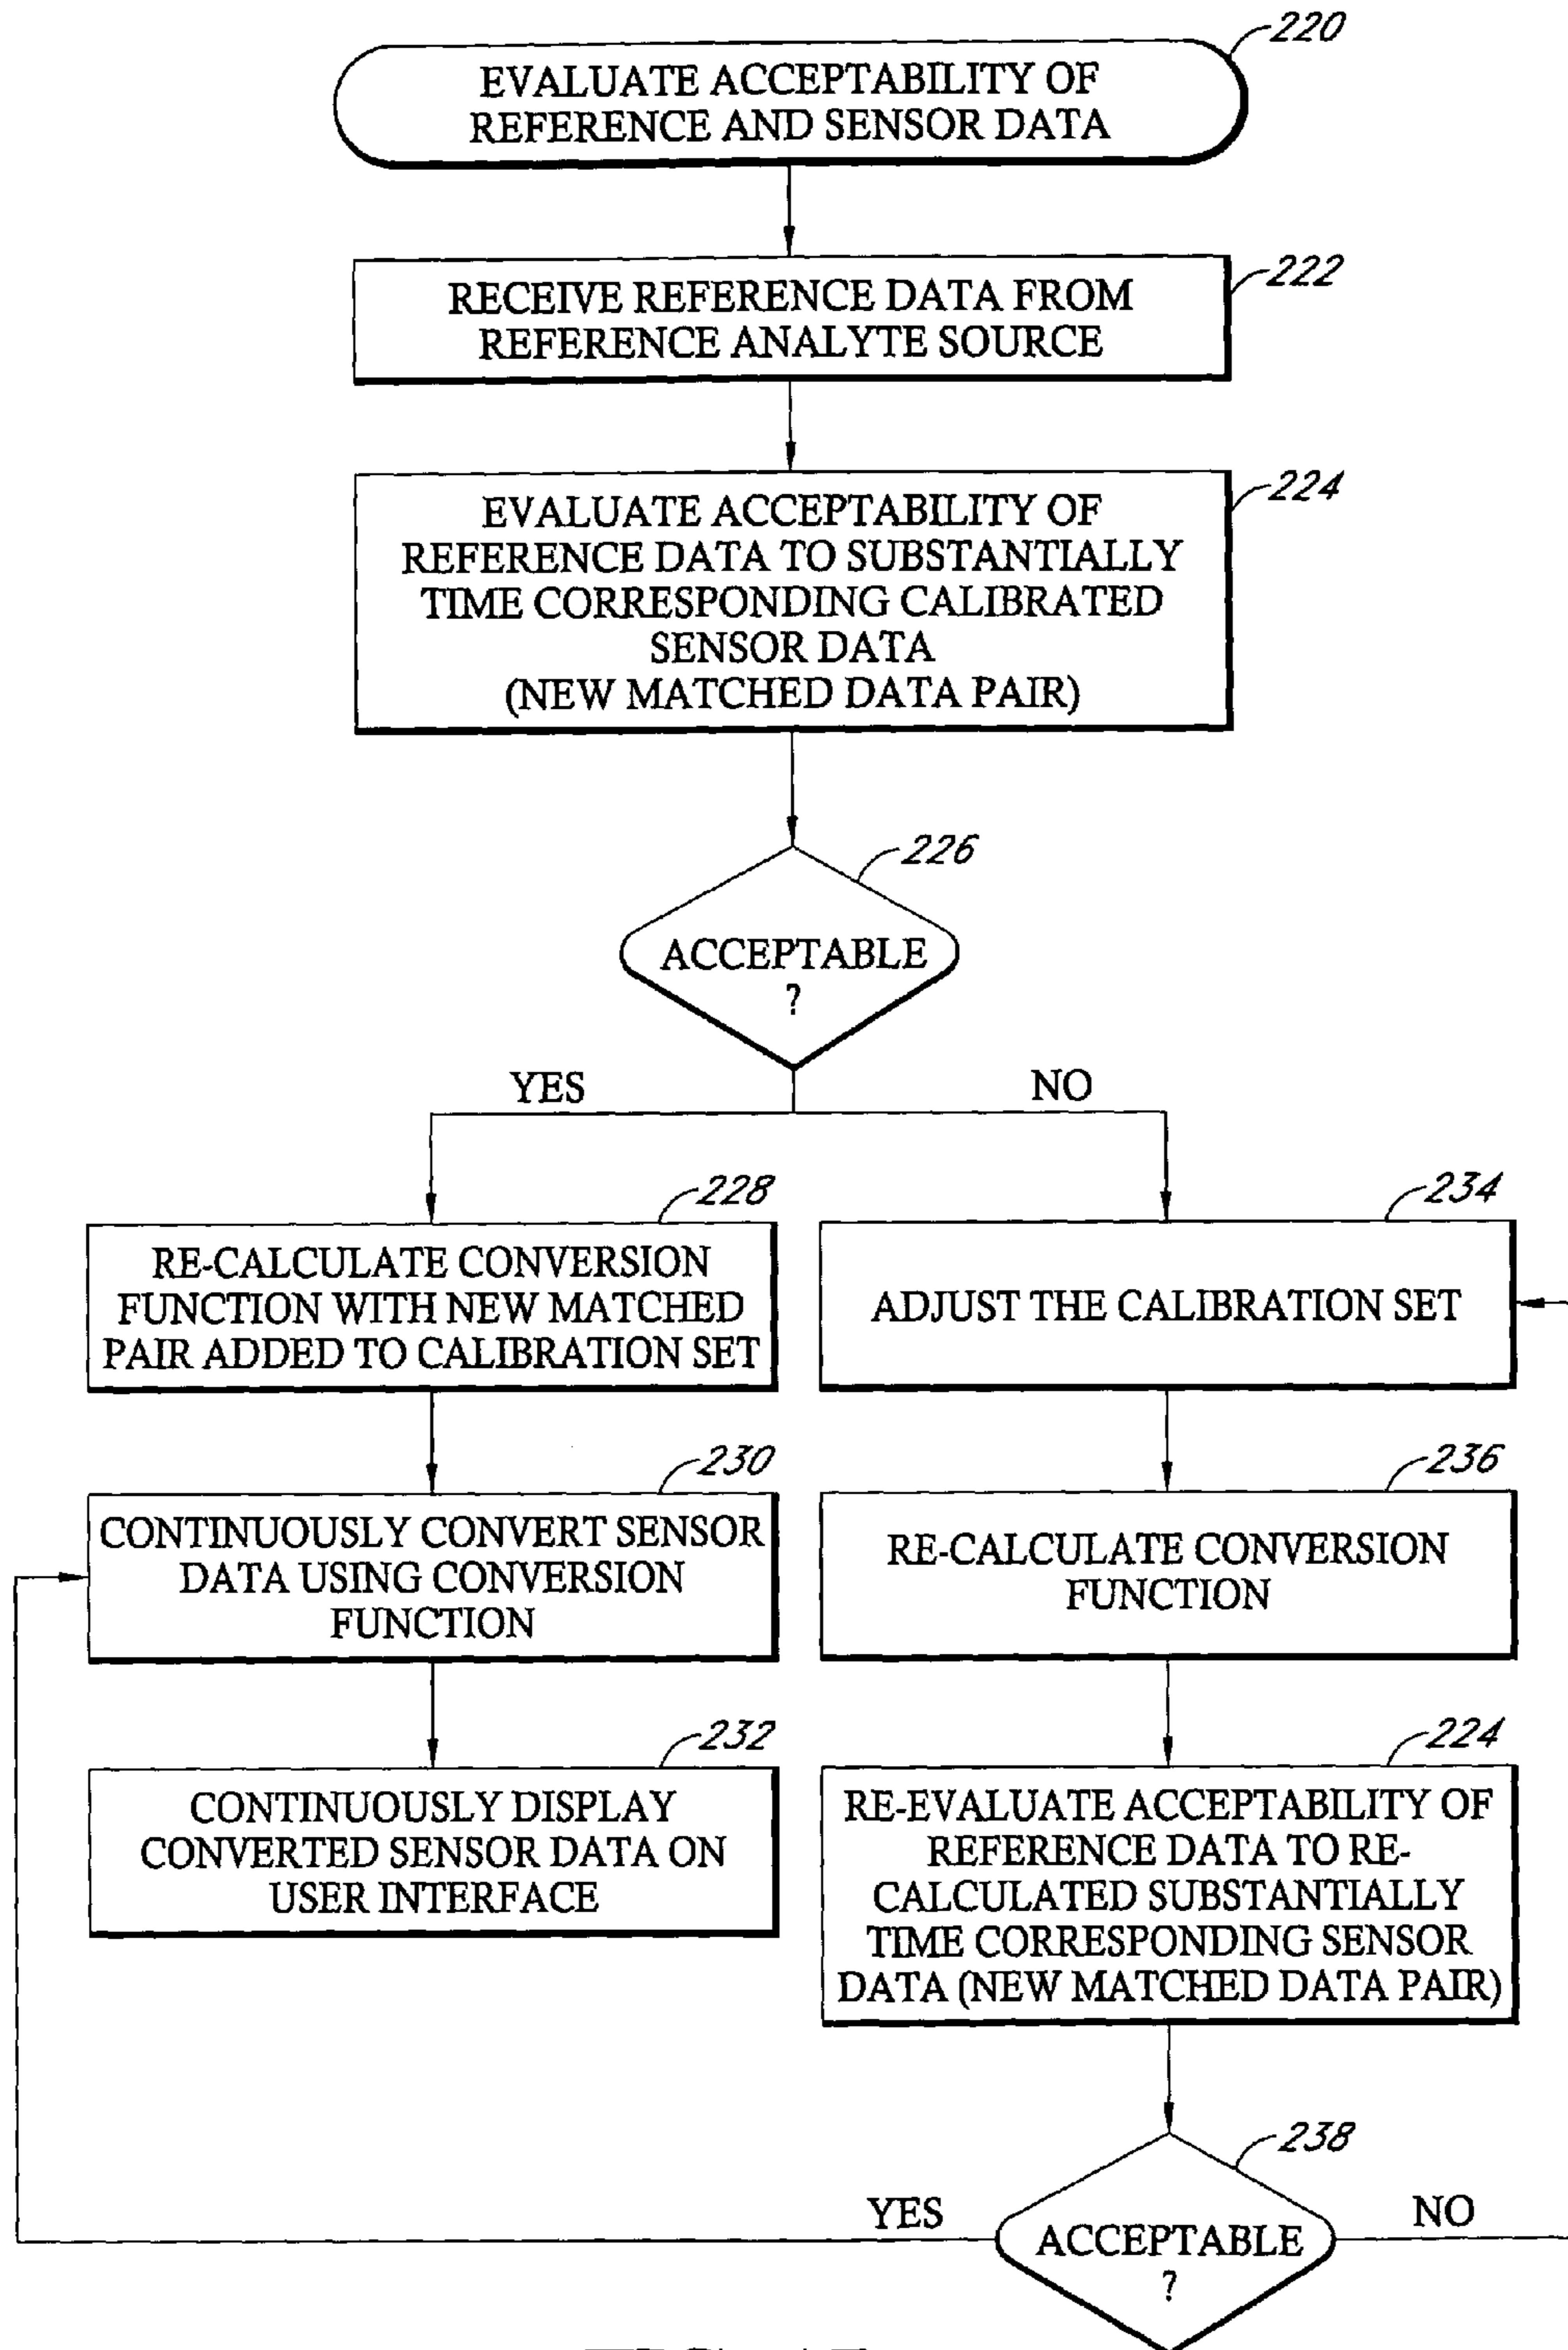 220
EVALUATE ACCEPTABILITY OF
REFERENCE AND SENSOR DATA
222
RECEIVE REFERENCE DATA FROM
REFERENCE ANALYTE SOURCE
224
EVALUATE ACCEPTABILITY OF
REFERENCE DATA TO SUBSTANTIALLY
TIME CORRESPONDING CALIBRATED
SENSOR DATA
(NEW MATCHED DATA PAIR)
226
ACCEPTABLE
?
YES
NO
228
RE-CALCULATE CONVERSION
FUNCTION WITH NEW MATCHED
PAIR ADDED TO CALIBRATION SET
234
ADJUST THE CALIBRATION SET
230
CONTINUOUSLY CONVERT SENSOR
DATA USING CONVERSION
FUNCTION
236
RE-CALCULATE CONVERSION
FUNCTION
232
CONTINUOUSLY DISPLAY
CONVERTED SENSOR DATA ON
USER INTERFACE
224
RE-EVALUATE ACCEPTABILITY OF
REFERENCE DATA TO RE-
CALCULATED SUBSTANTIALLY
TIME CORRESPONDING SENSOR
DATA (NEW MATCHED DATA PAIR)
238
YES
ACCEPTABLE
?
NO